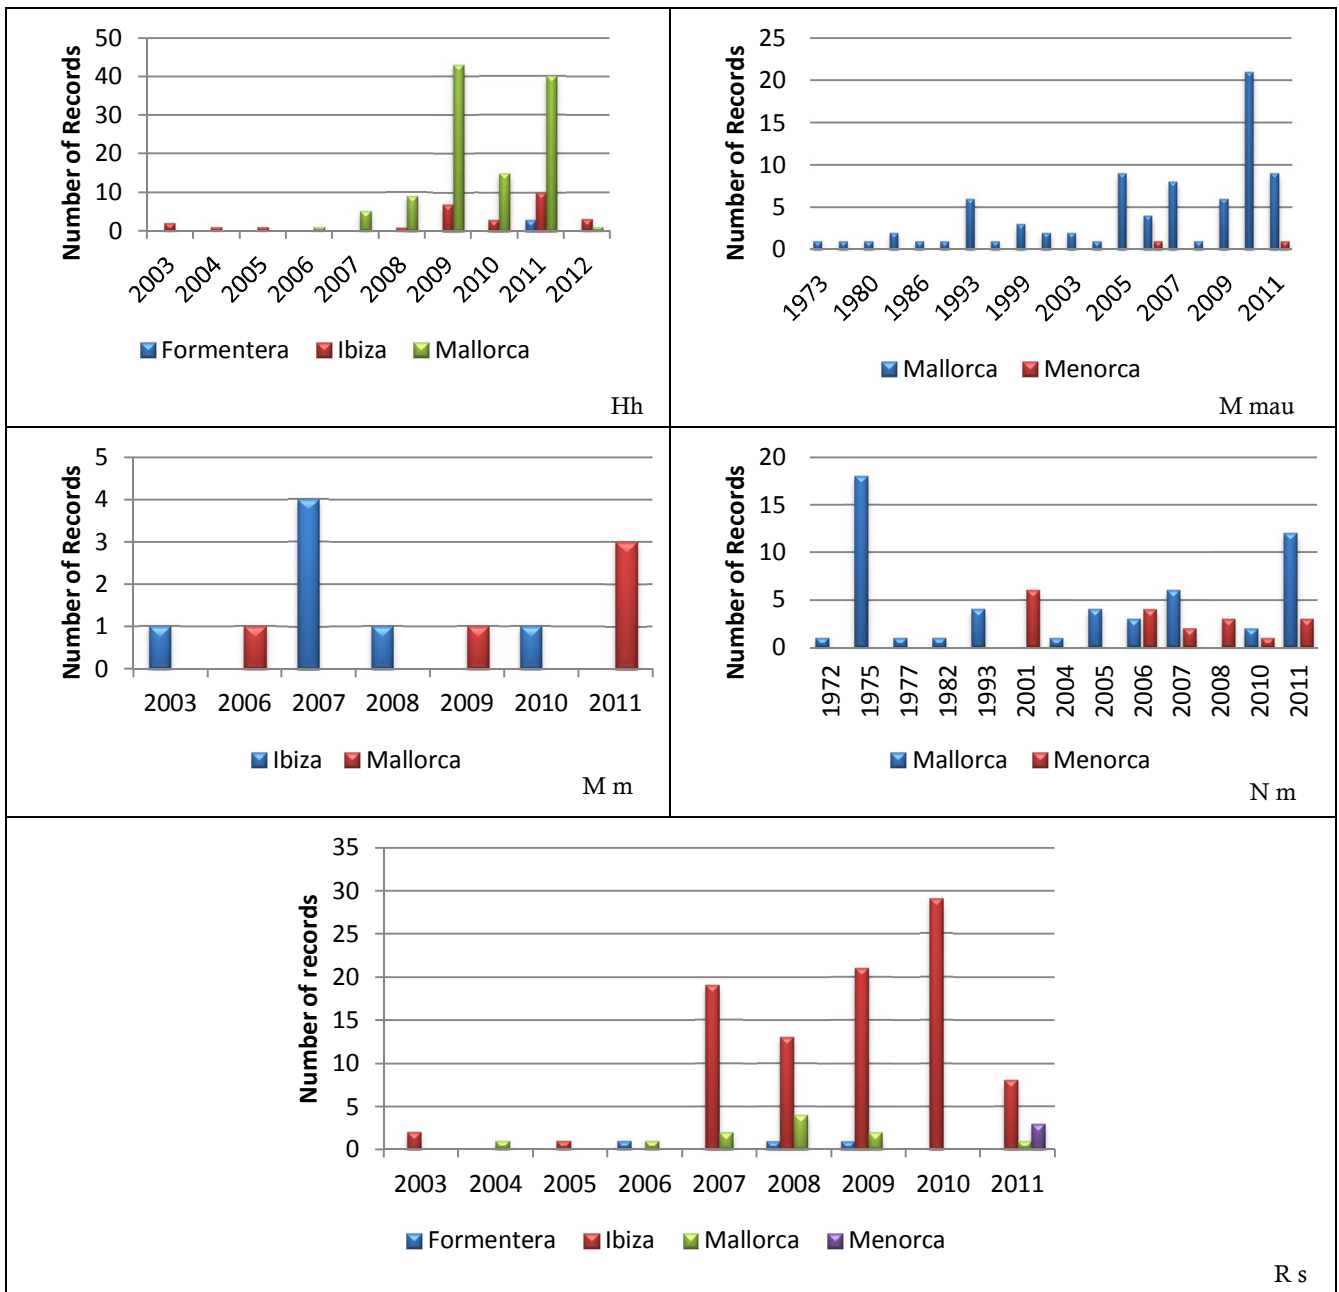 Number of Records
50
40
30
20
10
0
2003 2004 2005 2006 2007 2008 2009 2010 2011 2012
Formentera Ibiza Mallorca
Hh
Number of Records
25
20
15
10
5
0
1973 1980 1986 1993 1999 2003 2005 2007 2009 2011
Mallorca Menorca
M mau
Number of Records
5
4
3
2
1
0
2003 2006 2007 2008 2009 2010 2011
Ibiza Mallorca
M m
Number of Records
20
15
10
5
0
1972 1975 1977 1982 1993 2001 2004 2005 2006 2007 2008 2010 2011
Mallorca Menorca
N m
Number of records
35
30
25
20
15
10
5
0
2003 2004 2005 2006 2007 2008 2009 2010 2011
Formentera Ibiza Mallorca Menorca
R s